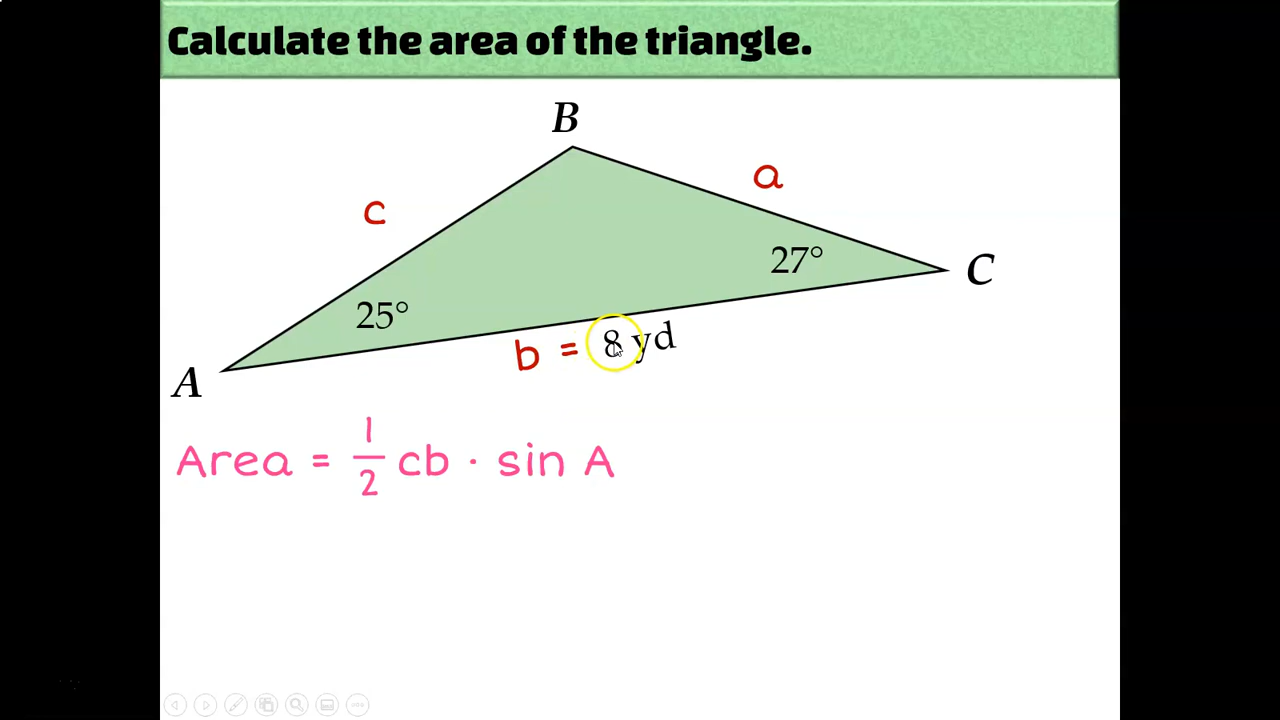 Calculate the area of the triangle.
B
a
c
27°
C
25°
b = 8 yd
A
Area = 1/2 cb · sin A